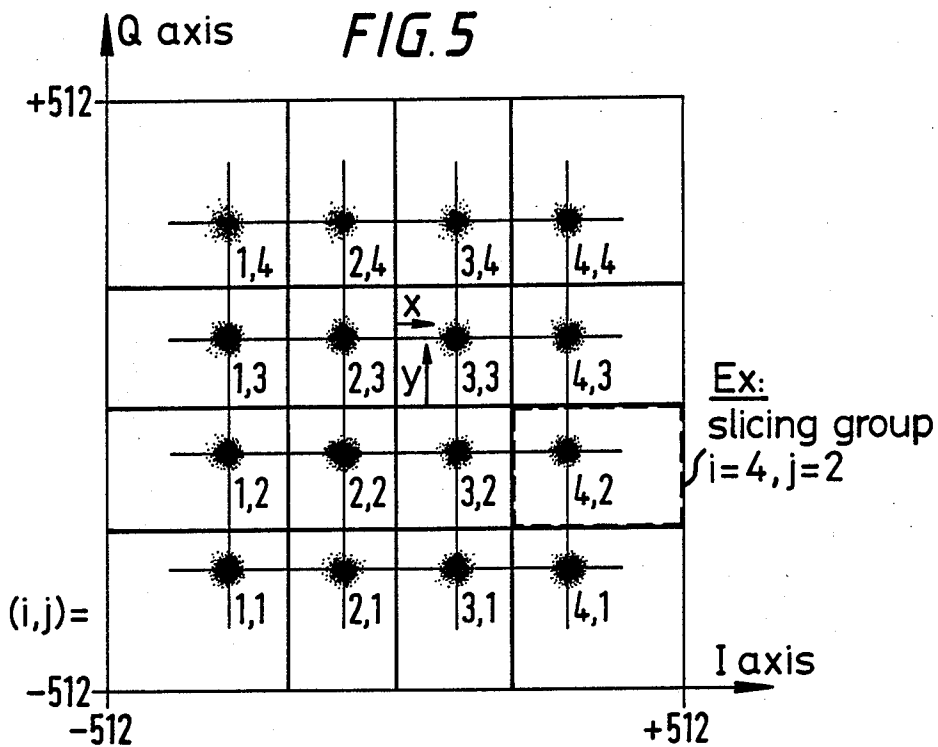 Q axis
FIG. 5
+512
1,4 2,4 3,4 4,4
x
1,3 2,3 y 3,3 4,3
Ex:
slicing group
i=4, j=2
1,2 2,2 3,2 4,2
(i,j)= 1,1 2,1 3,1 4,1
I axis
-512
-512 +512